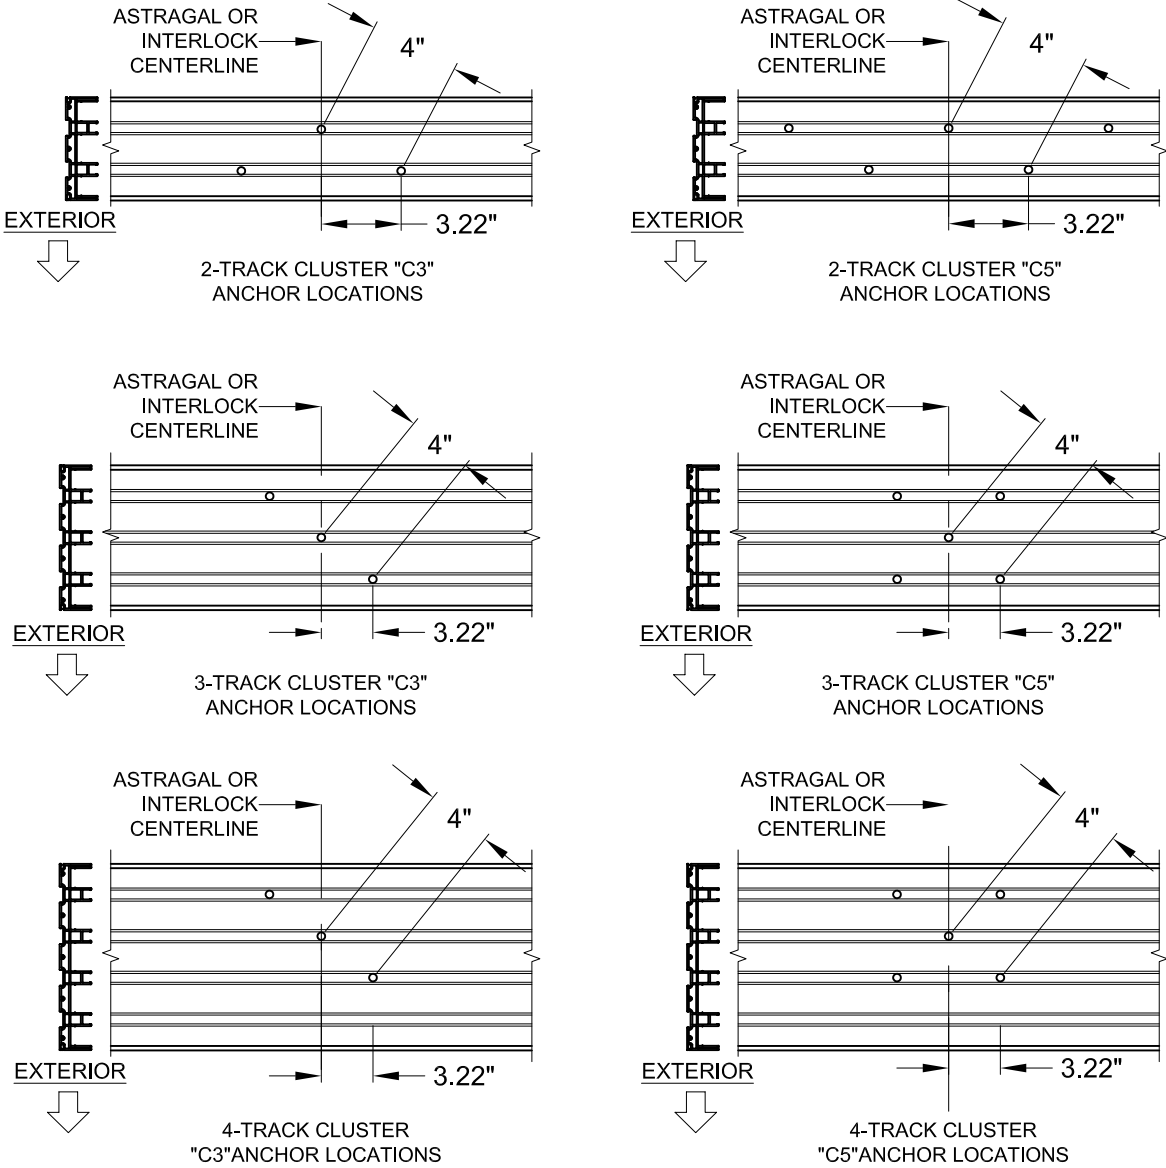 ASTRAGAL OR
INTERLOCK
CENTERLINE
4"
EXTERIOR
3.22"
2-TRACK CLUSTER "C3"
ANCHOR LOCATIONS
ASTRAGAL OR
INTERLOCK
CENTERLINE
4"
EXTERIOR
3.22"
2-TRACK CLUSTER "C5"
ANCHOR LOCATIONS
ASTRAGAL OR
INTERLOCK
CENTERLINE
4"
EXTERIOR
3.22"
3-TRACK CLUSTER "C3"
ANCHOR LOCATIONS
ASTRAGAL OR
INTERLOCK
CENTERLINE
4"
EXTERIOR
3.22"
3-TRACK CLUSTER "C5"
ANCHOR LOCATIONS
ASTRAGAL OR
INTERLOCK
CENTERLINE
4"
EXTERIOR
3.22"
4-TRACK CLUSTER
"C3"ANCHOR LOCATIONS
ASTRAGAL OR
INTERLOCK
CENTERLINE
4"
EXTERIOR
3.22"
4-TRACK CLUSTER
"C5"ANCHOR LOCATIONS